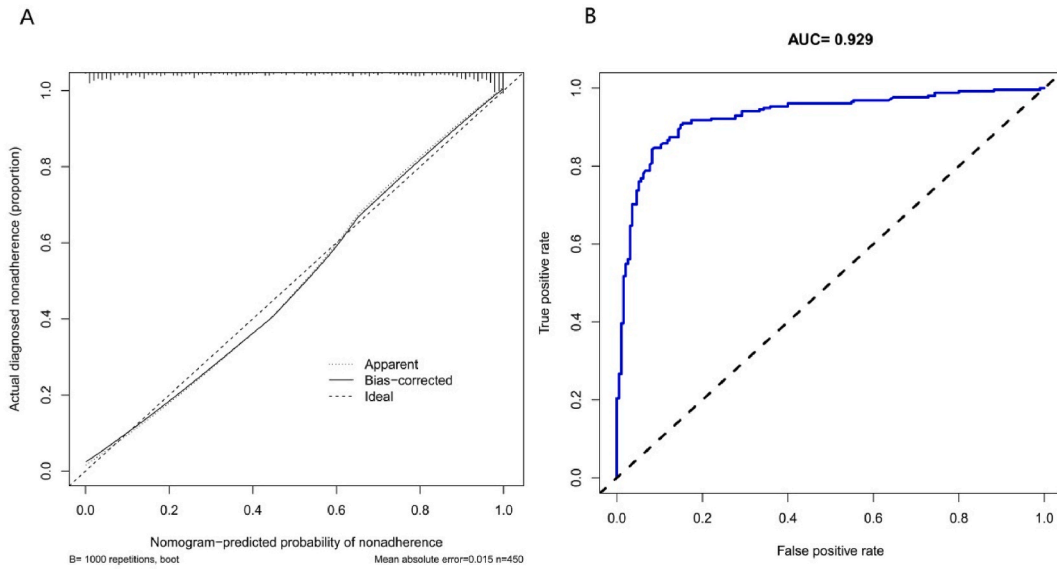 A
Actual diagnosed nonadherence (proportion)
1.0
0.8
0.6
0.4
0.2
0.0
Apparent
Bias−corrected
Ideal
0.0 0.2 0.4 0.6 0.8 1.0
Nomogram−predicted probability of nonadherence
B= 1000 repetitions, boot Mean absolute error=0.015 n=450
B
AUC= 0.929
True positive rate
1.0
0.8
0.6
0.4
0.2
0.0
0.0 0.2 0.4 0.6 0.8 1.0
False positive rate